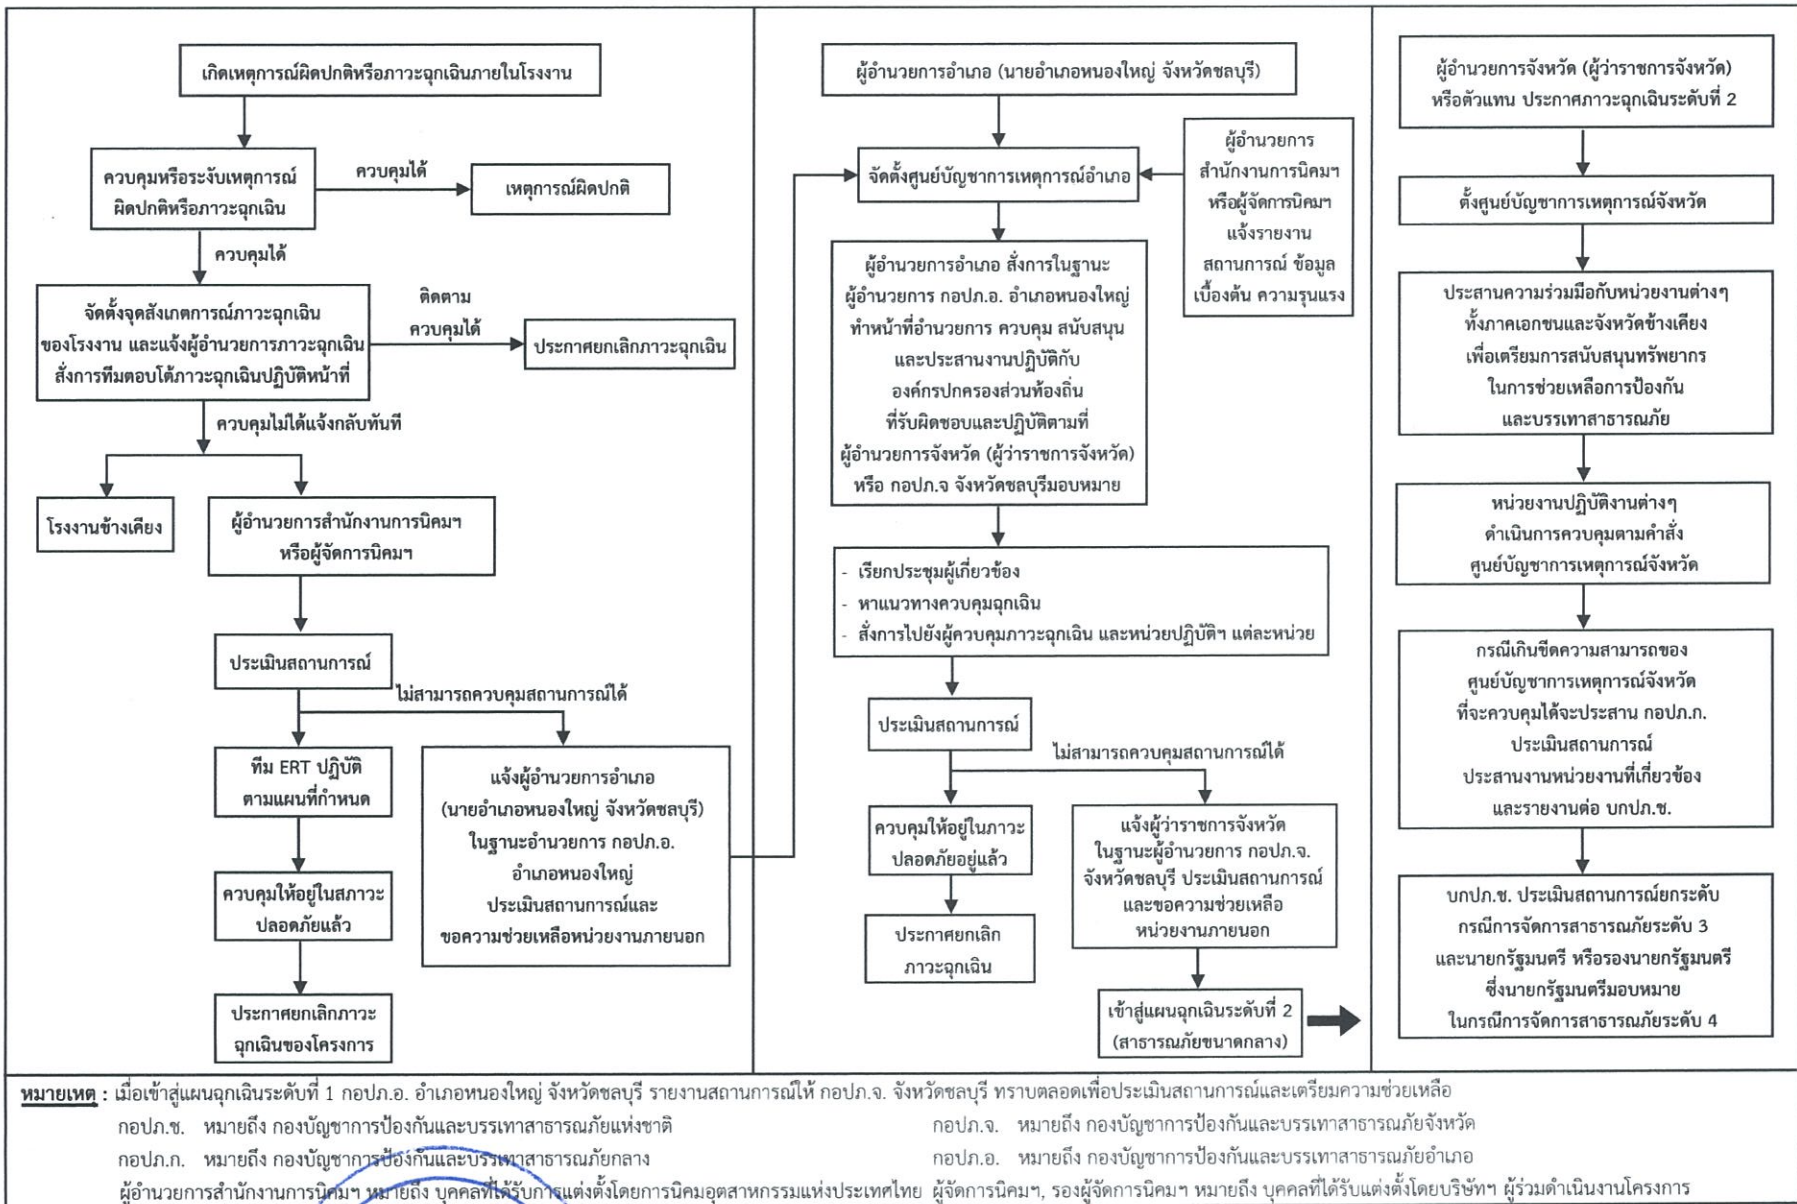 เกิดเหตุการณ์ผิดปกติหรือภาวะฉุกเฉินภายในโรงงาน
ควบคุมหรือระงับเหตุการณ์
ผิดปกติหรือภาวะฉุกเฉิน
ควบคุมได้
เหตุการณ์ผิดปกติ
ควบคุมได้
จัดตั้งจุดสังเกตการณ์ภาวะฉุกเฉิน
ของโรงงาน และแจ้งผู้อำนวยการภาวะฉุกเฉิน
สั่งการทีมตอบโต้ภาวะฉุกเฉินปฏิบัติหน้าที่
ติดตาม
ควบคุมได้
ประกาศยกเลิกภาวะฉุกเฉิน
ควบคุมไม่ได้แจ้งกลับทันที
โรงงานข้างเคียง
ผู้อำนวยการสำนักงานการนิคมฯ
หรือผู้จัดการนิคมฯ
ประเมินสถานการณ์
ไม่สามารถควบคุมสถานการณ์ได้
ทีม ERT ปฏิบัติ
ตามแผนที่กำหนด
ควบคุมให้อยู่ในสภาวะ
ปลอดภัยแล้ว
ประกาศยกเลิกภาวะ
ฉุกเฉินของโครงการ
แจ้งผู้อำนวยการอำเภอ
(นายอำเภอหนองใหญ่ จังหวัดชลบุรี)
ในฐานะอำนวยการ กอปภ.อ.
อำเภอหนองใหญ่
ประเมินสถานการณ์และ
ขอความช่วยเหลือหน่วยงานภายนอก
ผู้อำนวยการอำเภอ (นายอำเภอหนองใหญ่ จังหวัดชลบุรี)
จัดตั้งศูนย์บัญชาการเหตุการณ์อำเภอ
ผู้อำนวยการ
สำนักงานการนิคมฯ
หรือผู้จัดการนิคมฯ
แจ้งรายงาน
สถานการณ์ ข้อมูล
เบื้องต้น ความรุนแรง
ผู้อำนวยการอำเภอ สั่งการในฐานะ
ผู้อำนวยการ กอปภ.อ. อำเภอหนองใหญ่
ทำหน้าที่อำนวยการ ควบคุม สนับสนุน
และประสานงานปฏิบัติกับ
องค์กรปกครองส่วนท้องถิ่น
ที่รับผิดชอบและปฏิบัติตามที่
ผู้อำนวยการจังหวัด (ผู้ว่าราชการจังหวัด)
หรือ กอปภ.จ จังหวัดชลบุรีมอบหมาย
- เรียกประชุมผู้เกี่ยวข้อง
- หาแนวทางควบคุมฉุกเฉิน
- สั่งการไปยังผู้ควบคุมภาวะฉุกเฉิน และหน่วยปฏิบัติฯ แต่ละหน่วย
ประเมินสถานการณ์
ไม่สามารถควบคุมสถานการณ์ได้
ควบคุมให้อยู่ในภาวะ
ปลอดภัยอยู่แล้ว
ประกาศยกเลิก
ภาวะฉุกเฉิน
แจ้งผู้ว่าราชการจังหวัด
ในฐานะผู้อำนวยการ กอปภ.จ.
จังหวัดชลบุรี ประเมินสถานการณ์
และขอความช่วยเหลือ
หน่วยงานภายนอก
เข้าสู่แผนฉุกเฉินระดับที่ 2
(สาธารณภัยขนาดกลาง)
ผู้อำนวยการจังหวัด (ผู้ว่าราชการจังหวัด)
หรือตัวแทน ประกาศภาวะฉุกเฉินระดับที่ 2
ตั้งศูนย์บัญชาการเหตุการณ์จังหวัด
ประสานความร่วมมือกับหน่วยงานต่างๆ
ทั้งภาคเอกชนและจังหวัดข้างเคียง
เพื่อเตรียมการสนับสนุนทรัพยากร
ในการช่วยเหลือการป้องกัน
และบรรเทาสาธารณภัย
หน่วยงานปฏิบัติงานต่างๆ
ดำเนินการควบคุมตามคำสั่ง
ศูนย์บัญชาการเหตุการณ์จังหวัด
กรณีเกินขีดความสามารถของ
ศูนย์บัญชาการเหตุการณ์จังหวัด
ที่จะควบคุมได้จะประสาน กอปภ.ก.
ประเมินสถานการณ์
ประสานงานหน่วยงานที่เกี่ยวข้อง
และรายงานต่อ บกปภ.ช.
บกปภ.ช. ประเมินสถานการณ์ยกระดับ
กรณีการจัดการสาธารณภัยระดับ 3
และนายกรัฐมนตรี หรือรองนายกรัฐมนตรี
ซึ่งนายกรัฐมนตรีมอบหมาย
ในกรณีการจัดการสาธารณภัยระดับ 4
หมายเหตุ : เมื่อเข้าสู่แผนฉุกเฉินระดับที่ 1 กอปภ.อ. อำเภอหนองใหญ่ จังหวัดชลบุรี รายงานสถานการณ์ให้ กอปภ.จ. จังหวัดชลบุรี ทราบตลอดเพื่อประเมินสถานการณ์และเตรียมความช่วยเหลือ
กอปภ.ช. หมายถึง กองบัญชาการป้องกันและบรรเทาสาธารณภัยแห่งชาติ กอปภ.จ. หมายถึง กองบัญชาการป้องกันและบรรเทาสาธารณภัยจังหวัด
กอปภ.ก. หมายถึง กองบัญชาการป้องกันและบรรเทาสาธารณภัยกลาง กอปภ.อ. หมายถึง กองบัญชาการป้องกันและบรรเทาสาธารณภัยอำเภอ
ผู้อำนวยการสำนักงานการนิคมฯ หมายถึง บุคคลที่ได้รับการแต่งตั้งโดยการนิคมอุตสาหกรรมแห่งประเทศไทย ผู้จัดการนิคมฯ, รองผู้จัดการนิคมฯ หมายถึง บุคคลที่ได้รับแต่งตั้งโดยบริษัทฯ ผู้ร่วมดำเนินงานโครงการ